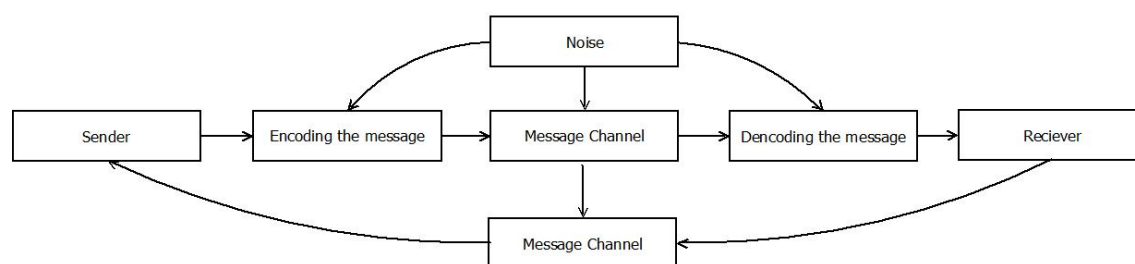 Noise
Sender
Encoding the message
Message Channel
Dencoding the message
Reciever
Message Channel